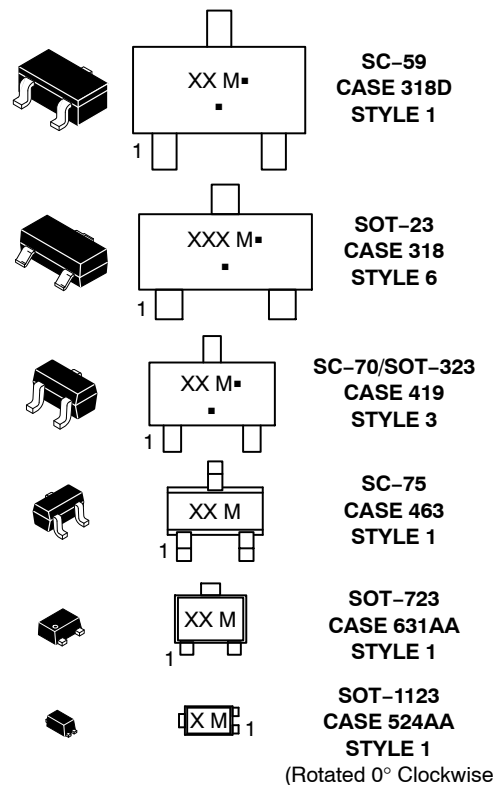 SC−59
CASE 318D
STYLE 1
XX M▪
▪
1
SOT−23
CASE 318
STYLE 6
XXX M▪
▪
1
SC−70/SOT−323
CASE 419
STYLE 3
XX M▪
▪
1
SC−75
CASE 463
STYLE 1
XX M
1
SOT−723
CASE 631AA
STYLE 1
XX M
1
SOT−1123
CASE 524AA
STYLE 1
(Rotated 0° Clockwise
X M
1